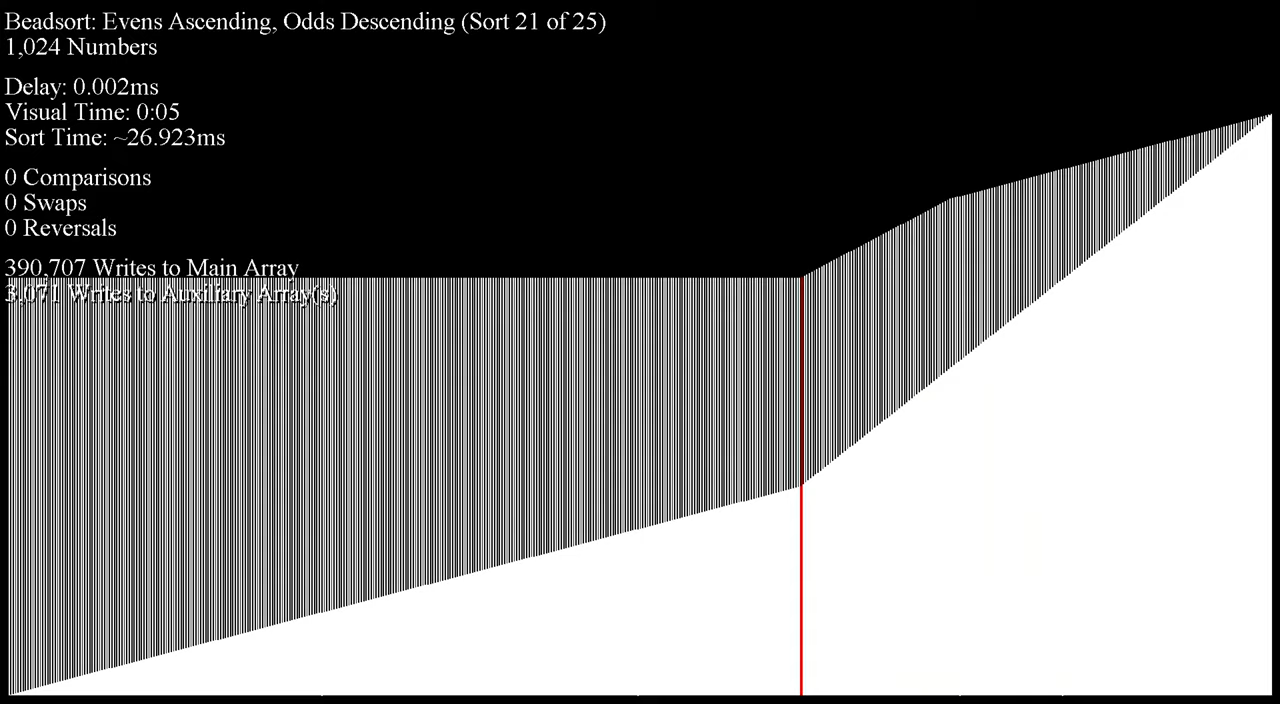 Beadsort: Evens Ascending, Odds Descending (Sort 21 of 25)
1,024 Numbers
Delay: 0.002ms
Visual Time: 0:05
Sort Time: ~26.923ms
0 Comparisons
0 Swaps
0 Reversals
390,707 Writes to Main Array
3,071 Writes to Auxiliary Array(s)